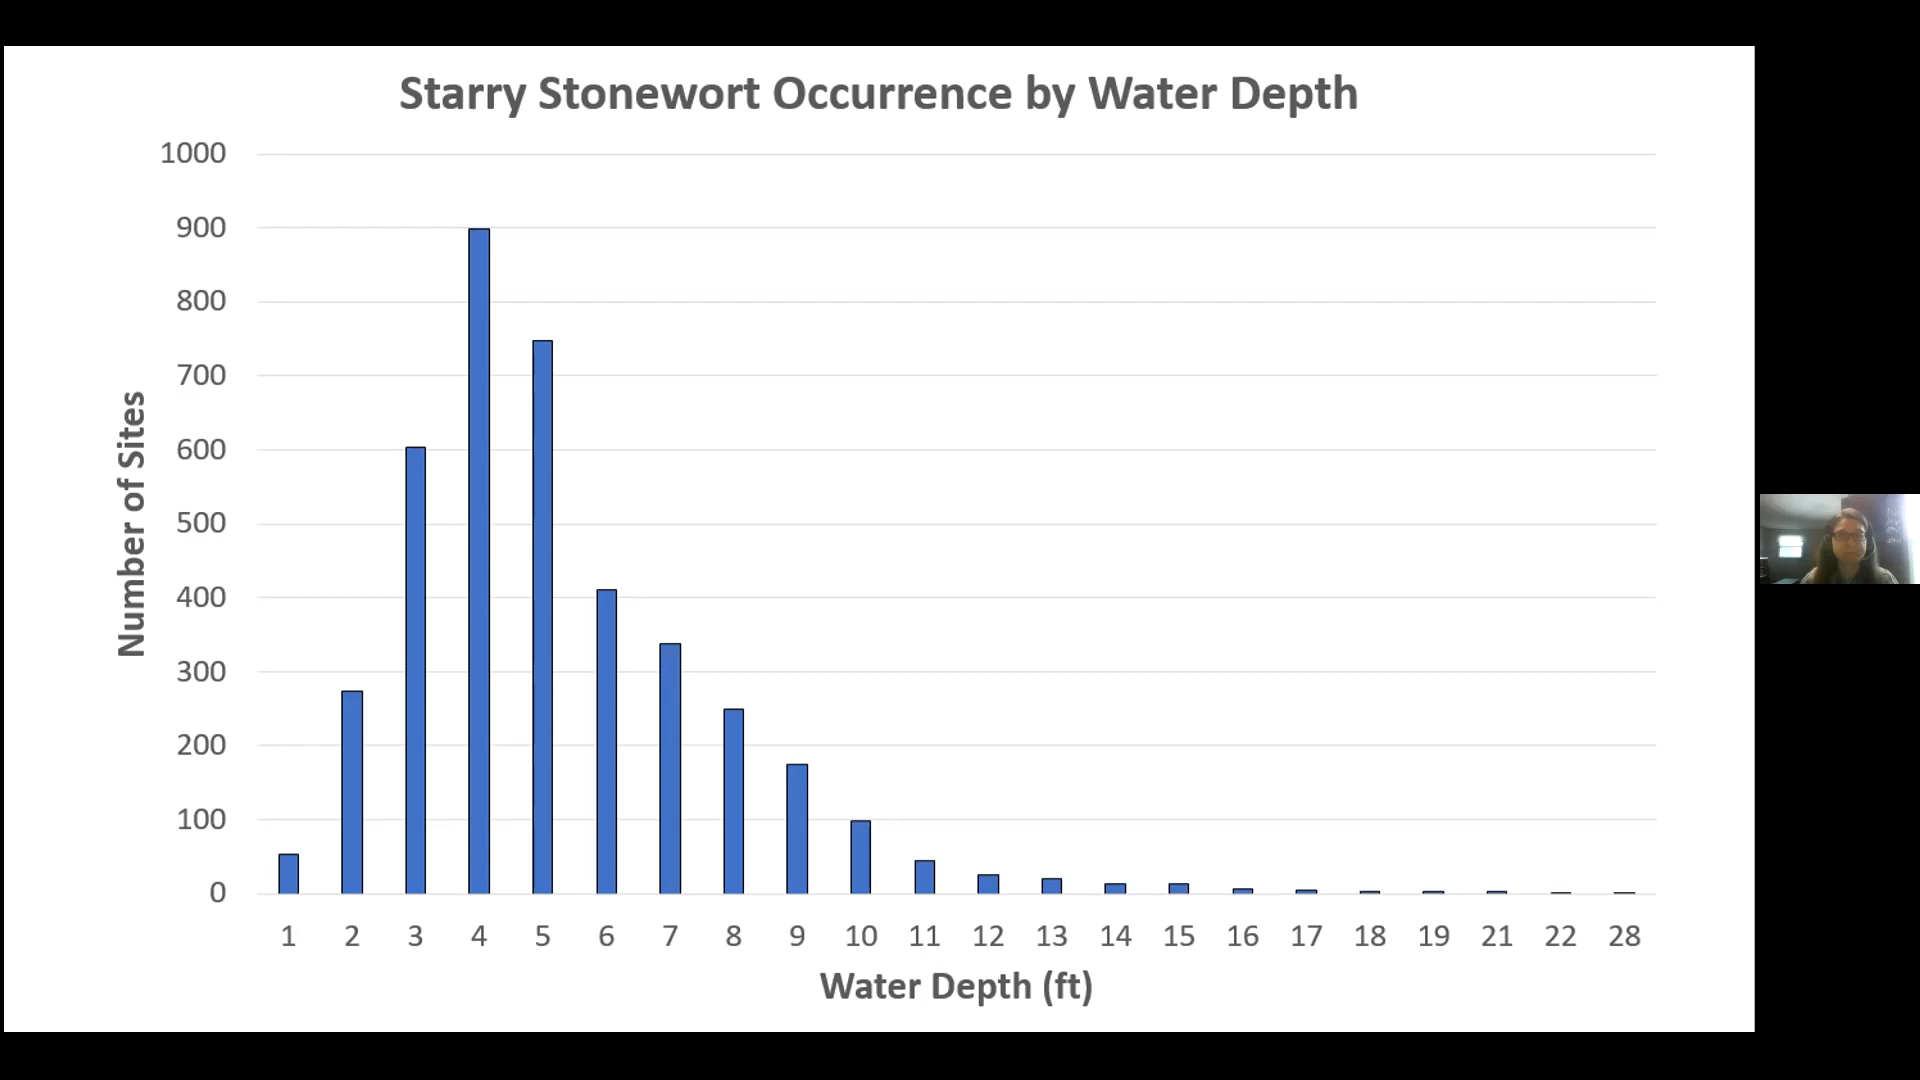 Starry Stonewort Occurrence by Water Depth
1000
900
800
700
600
500
400
300
200
100
0
Number of Sites
1 2 3 4 5 6 7 8 9 10 11 12 13 14 15 16 17 18 19 21 22 28
Water Depth (ft)